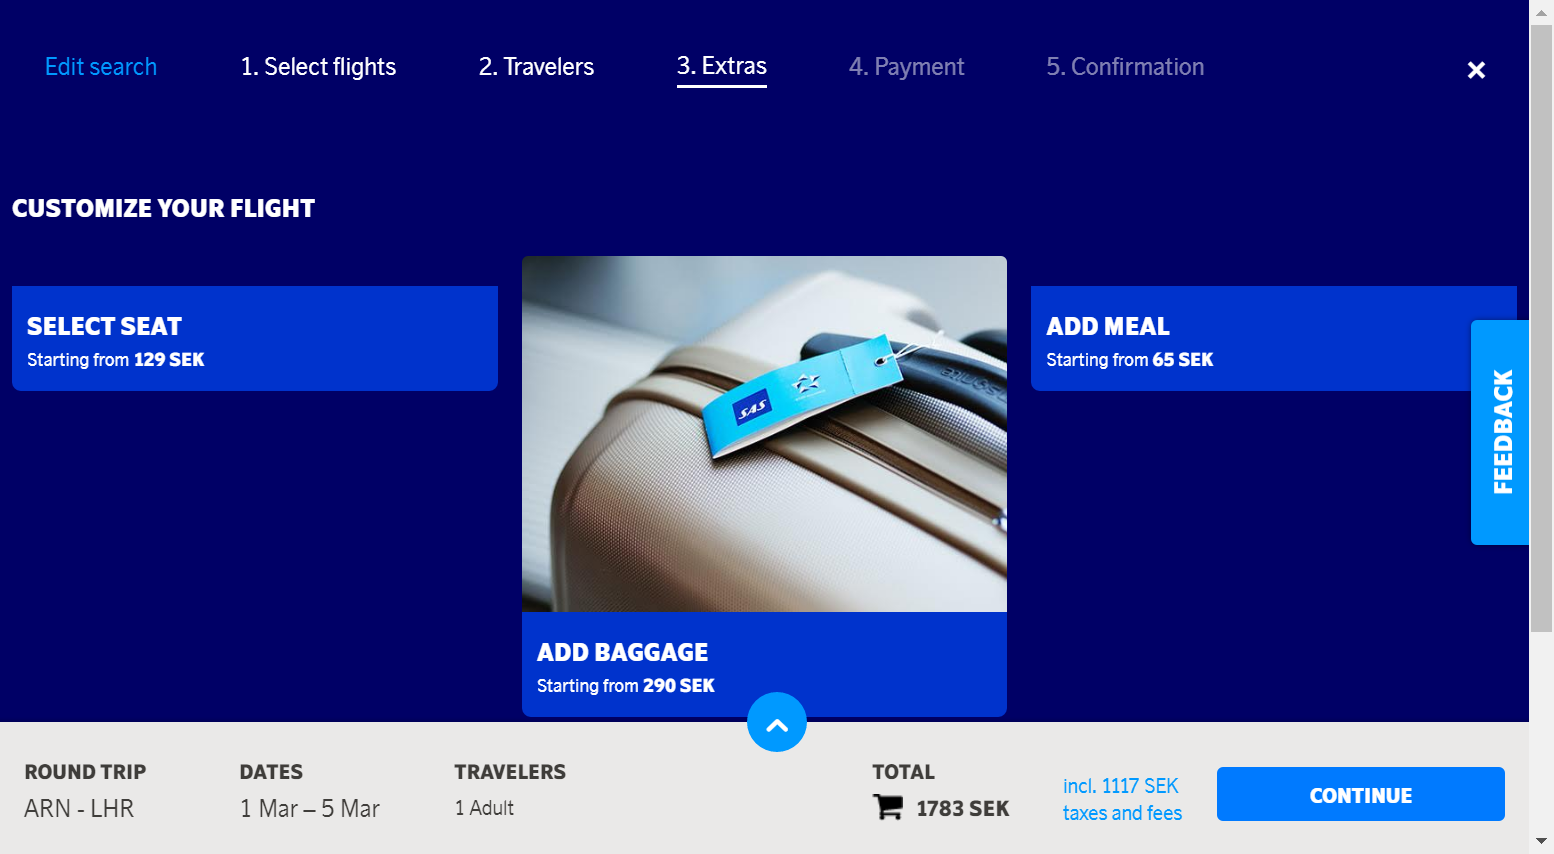 Edit search
1. Select flights
2. Travelers
3. Extras
4. Payment
5. Confirmation
CUSTOMIZE YOUR FLIGHT
SELECT SEAT
Starting from 129 SEK
SAS
ADD BAGGAGE
Starting from 290 SEK
ADD MEAL
Starting from 65 SEK
FEEDBACK
ROUND TRIP
ARN - LHR
DATES
1 Mar – 5 Mar
TRAVELERS
1 Adult
TOTAL
1783 SEK
incl. 1117 SEK
taxes and fees
CONTINUE